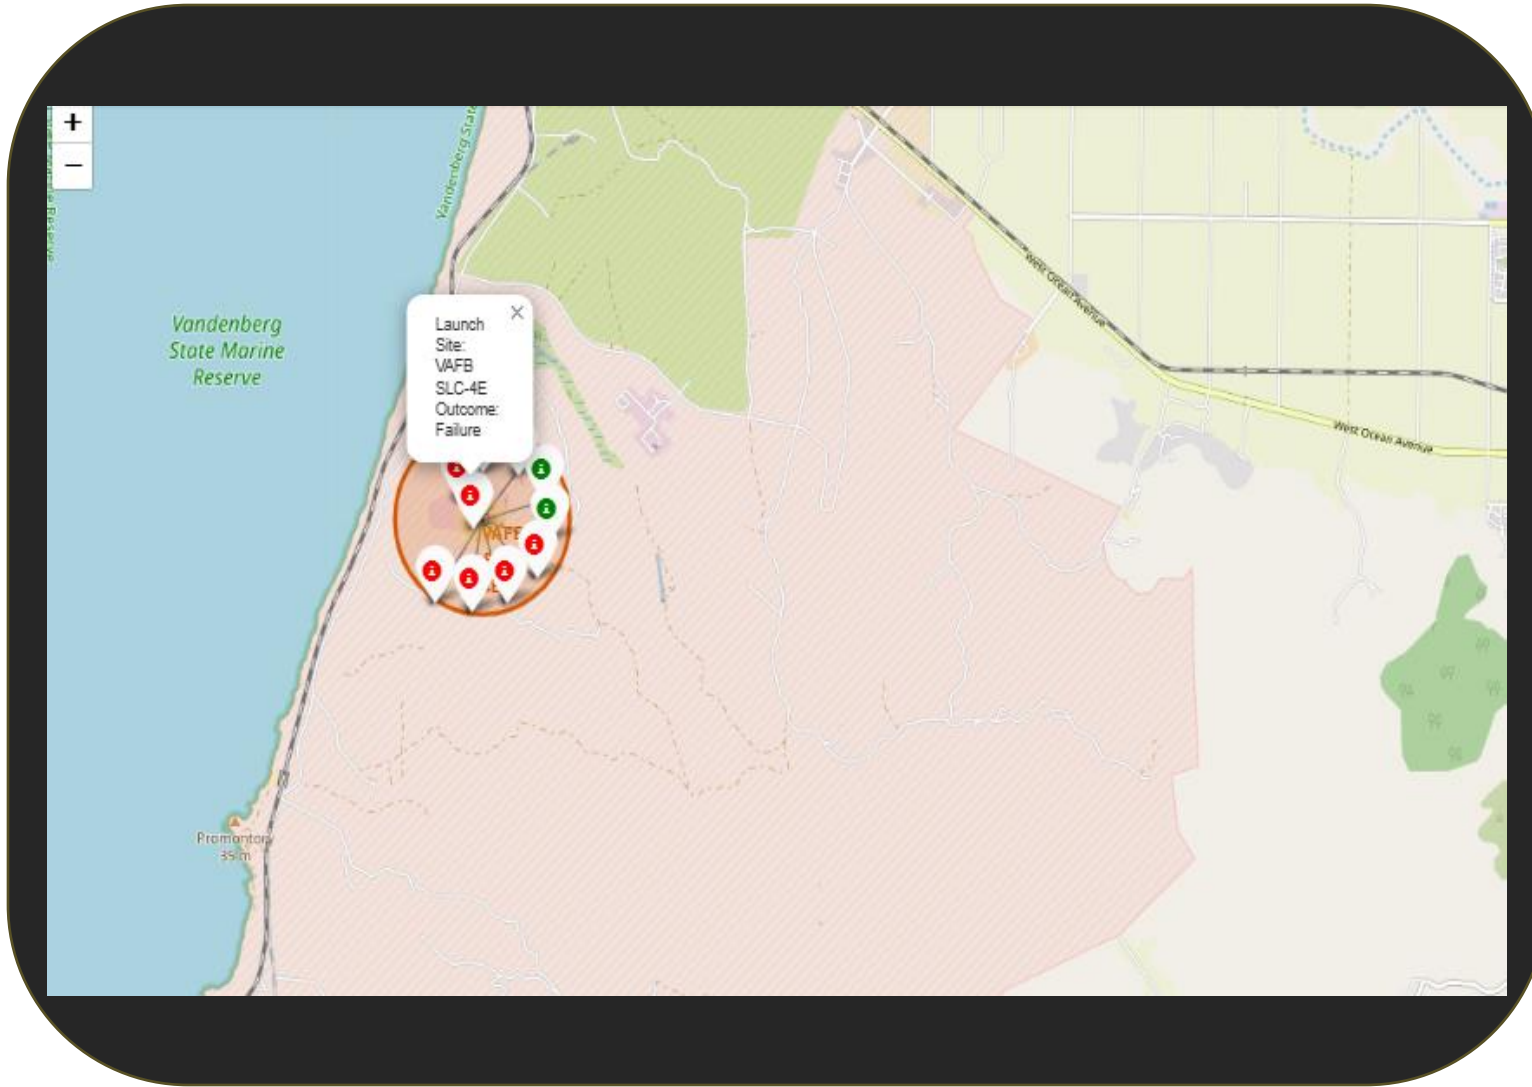 +
−
Vandenberg State
Vandenberg
State Marine
Reserve
Launch
Site:
VAFB
SLC-4E
Outcome:
Failure
×
West Ocean Avenue
West Ocean Avenue
Promontory
35 m